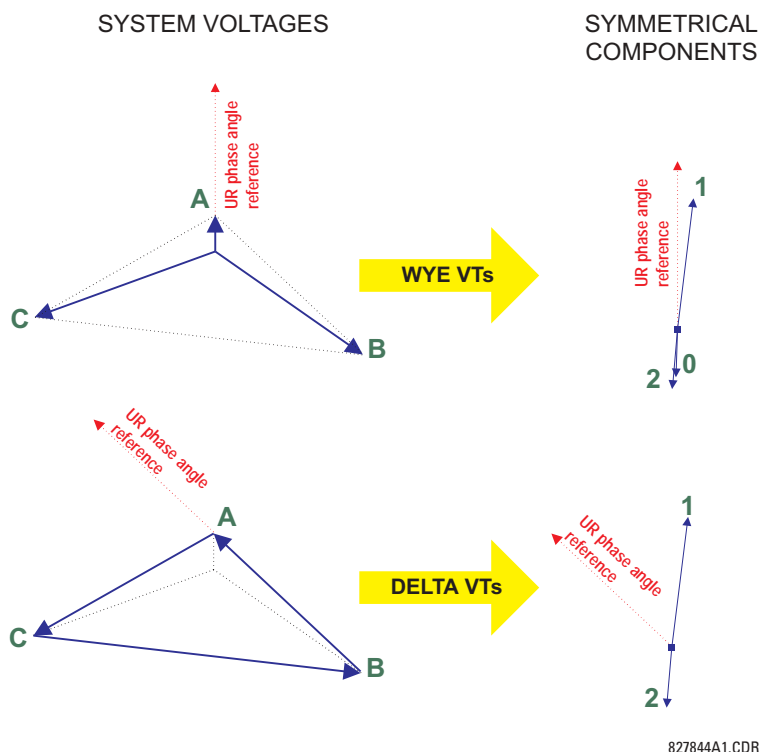 SYSTEM VOLTAGES
SYMMETRICAL
COMPONENTS
UR phase angle
reference
A
C
B
WYE VTs
UR phase angle
reference
1
2
0
UR phase angle
reference
A
C
B
DELTA VTs
UR phase angle
reference
1
2
827844A1.CDR